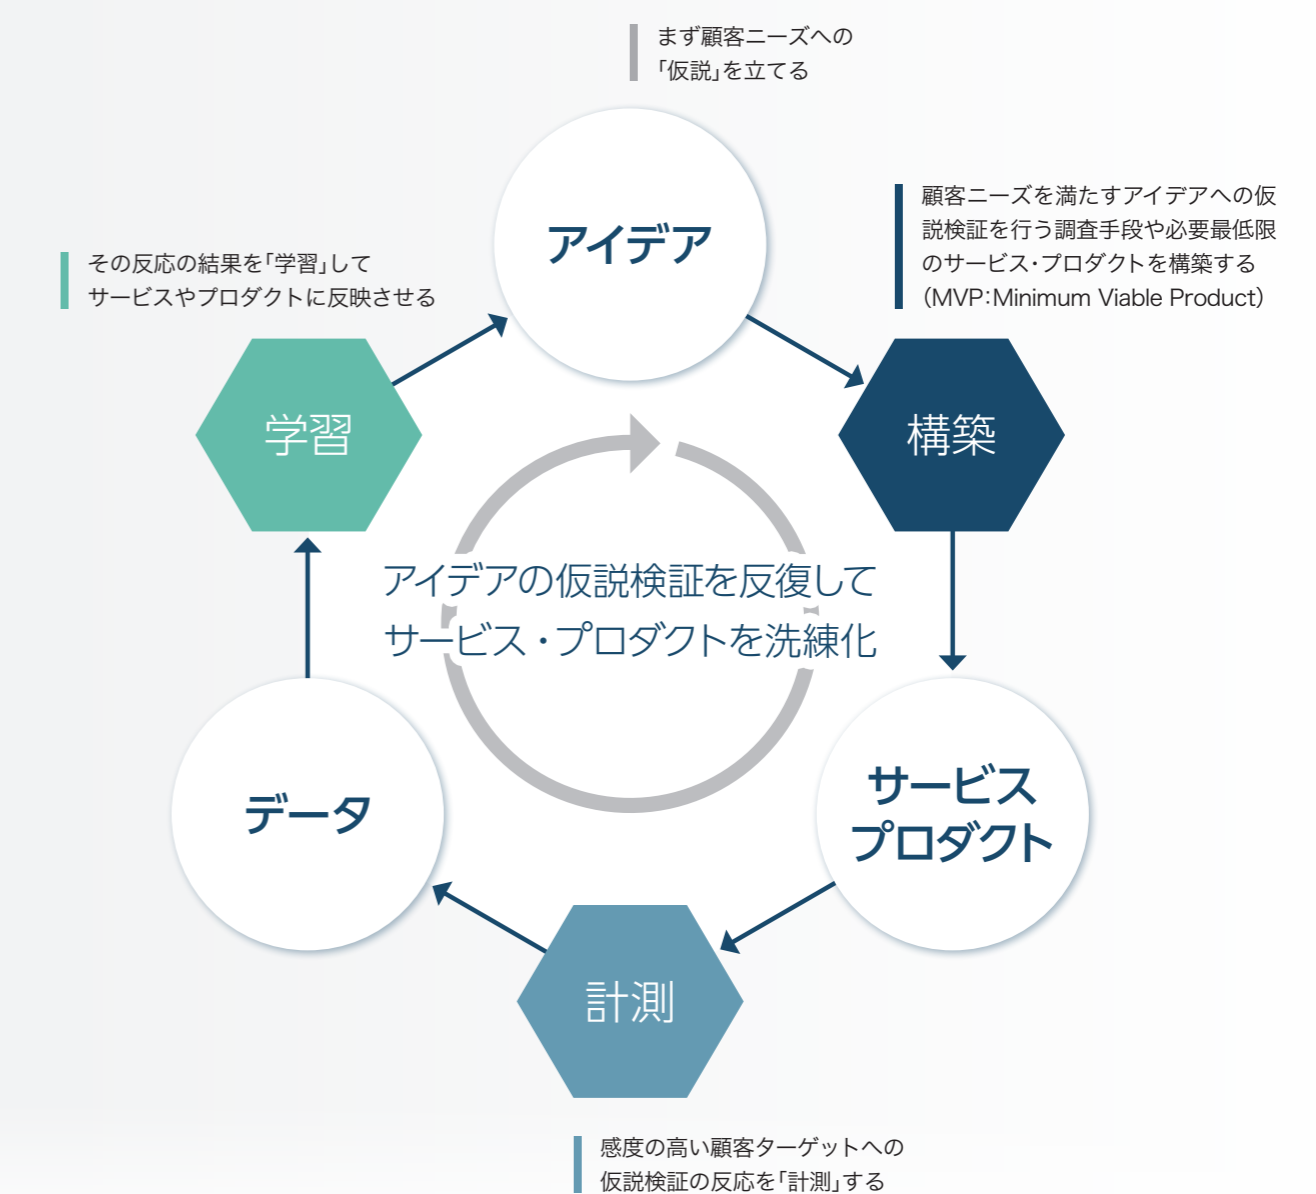 まず顧客ニーズへの
「仮説」を立てる
アイデア
顧客ニーズを満たすアイデアへの仮
説検証を行う調査手段や必要最低限
のサービス・プロダクトを構築する
（MVP：Minimum Viable Product）
その反応の結果を「学習」して
サービスやプロダクトに反映させる
学習
構築
アイデアの仮説検証を反復して
サービス・プロダクトを洗練化
データ
サービス
プロダクト
計測
感度の高い顧客ターゲットへの
仮説検証の反応を「計測」する